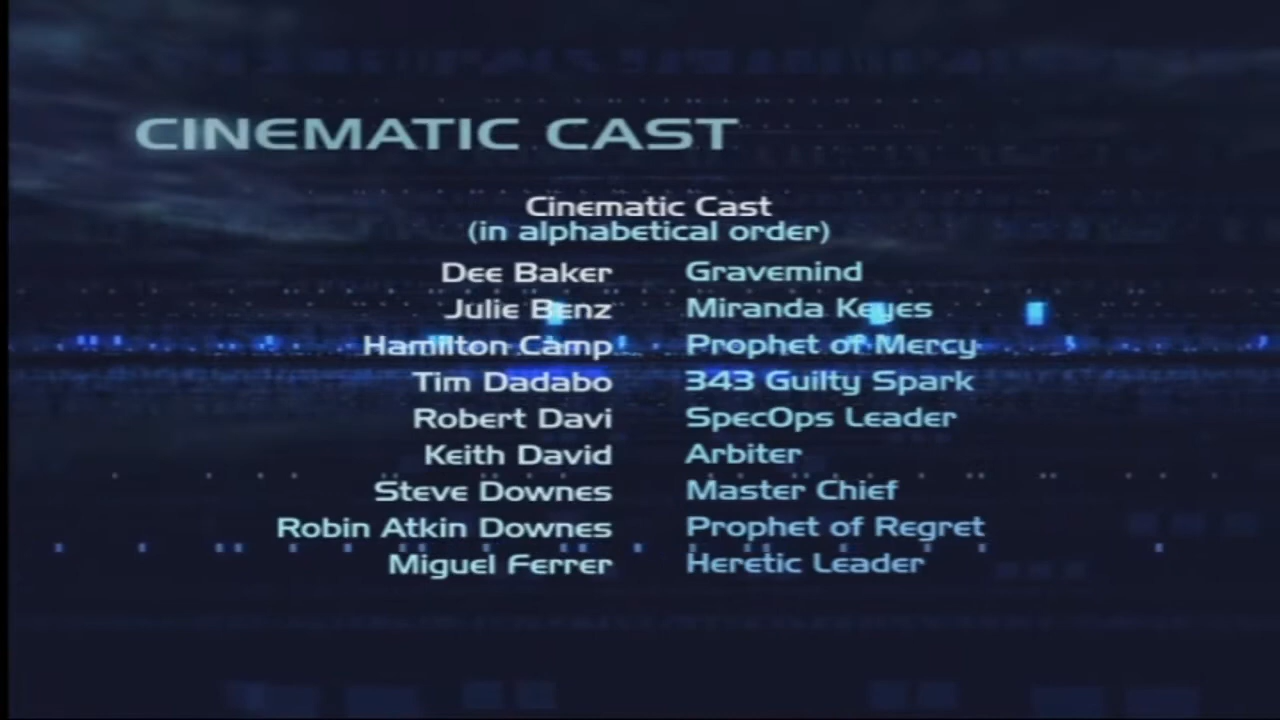 CINEMATIC CAST
Cinematic Cast
(in alphabetical order)
Dee Baker Gravemind
Julie Benz Miranda Keyes
Hamilton Camp Prophet of Mercy
Tim Dadabo 343 Guilty Spark
Robert Davi SpecOps Leader
Keith David Arbiter
Steve Downes Master Chief
Robin Atkin Downes Prophet of Regret
Miguel Ferrer Heretic Leader